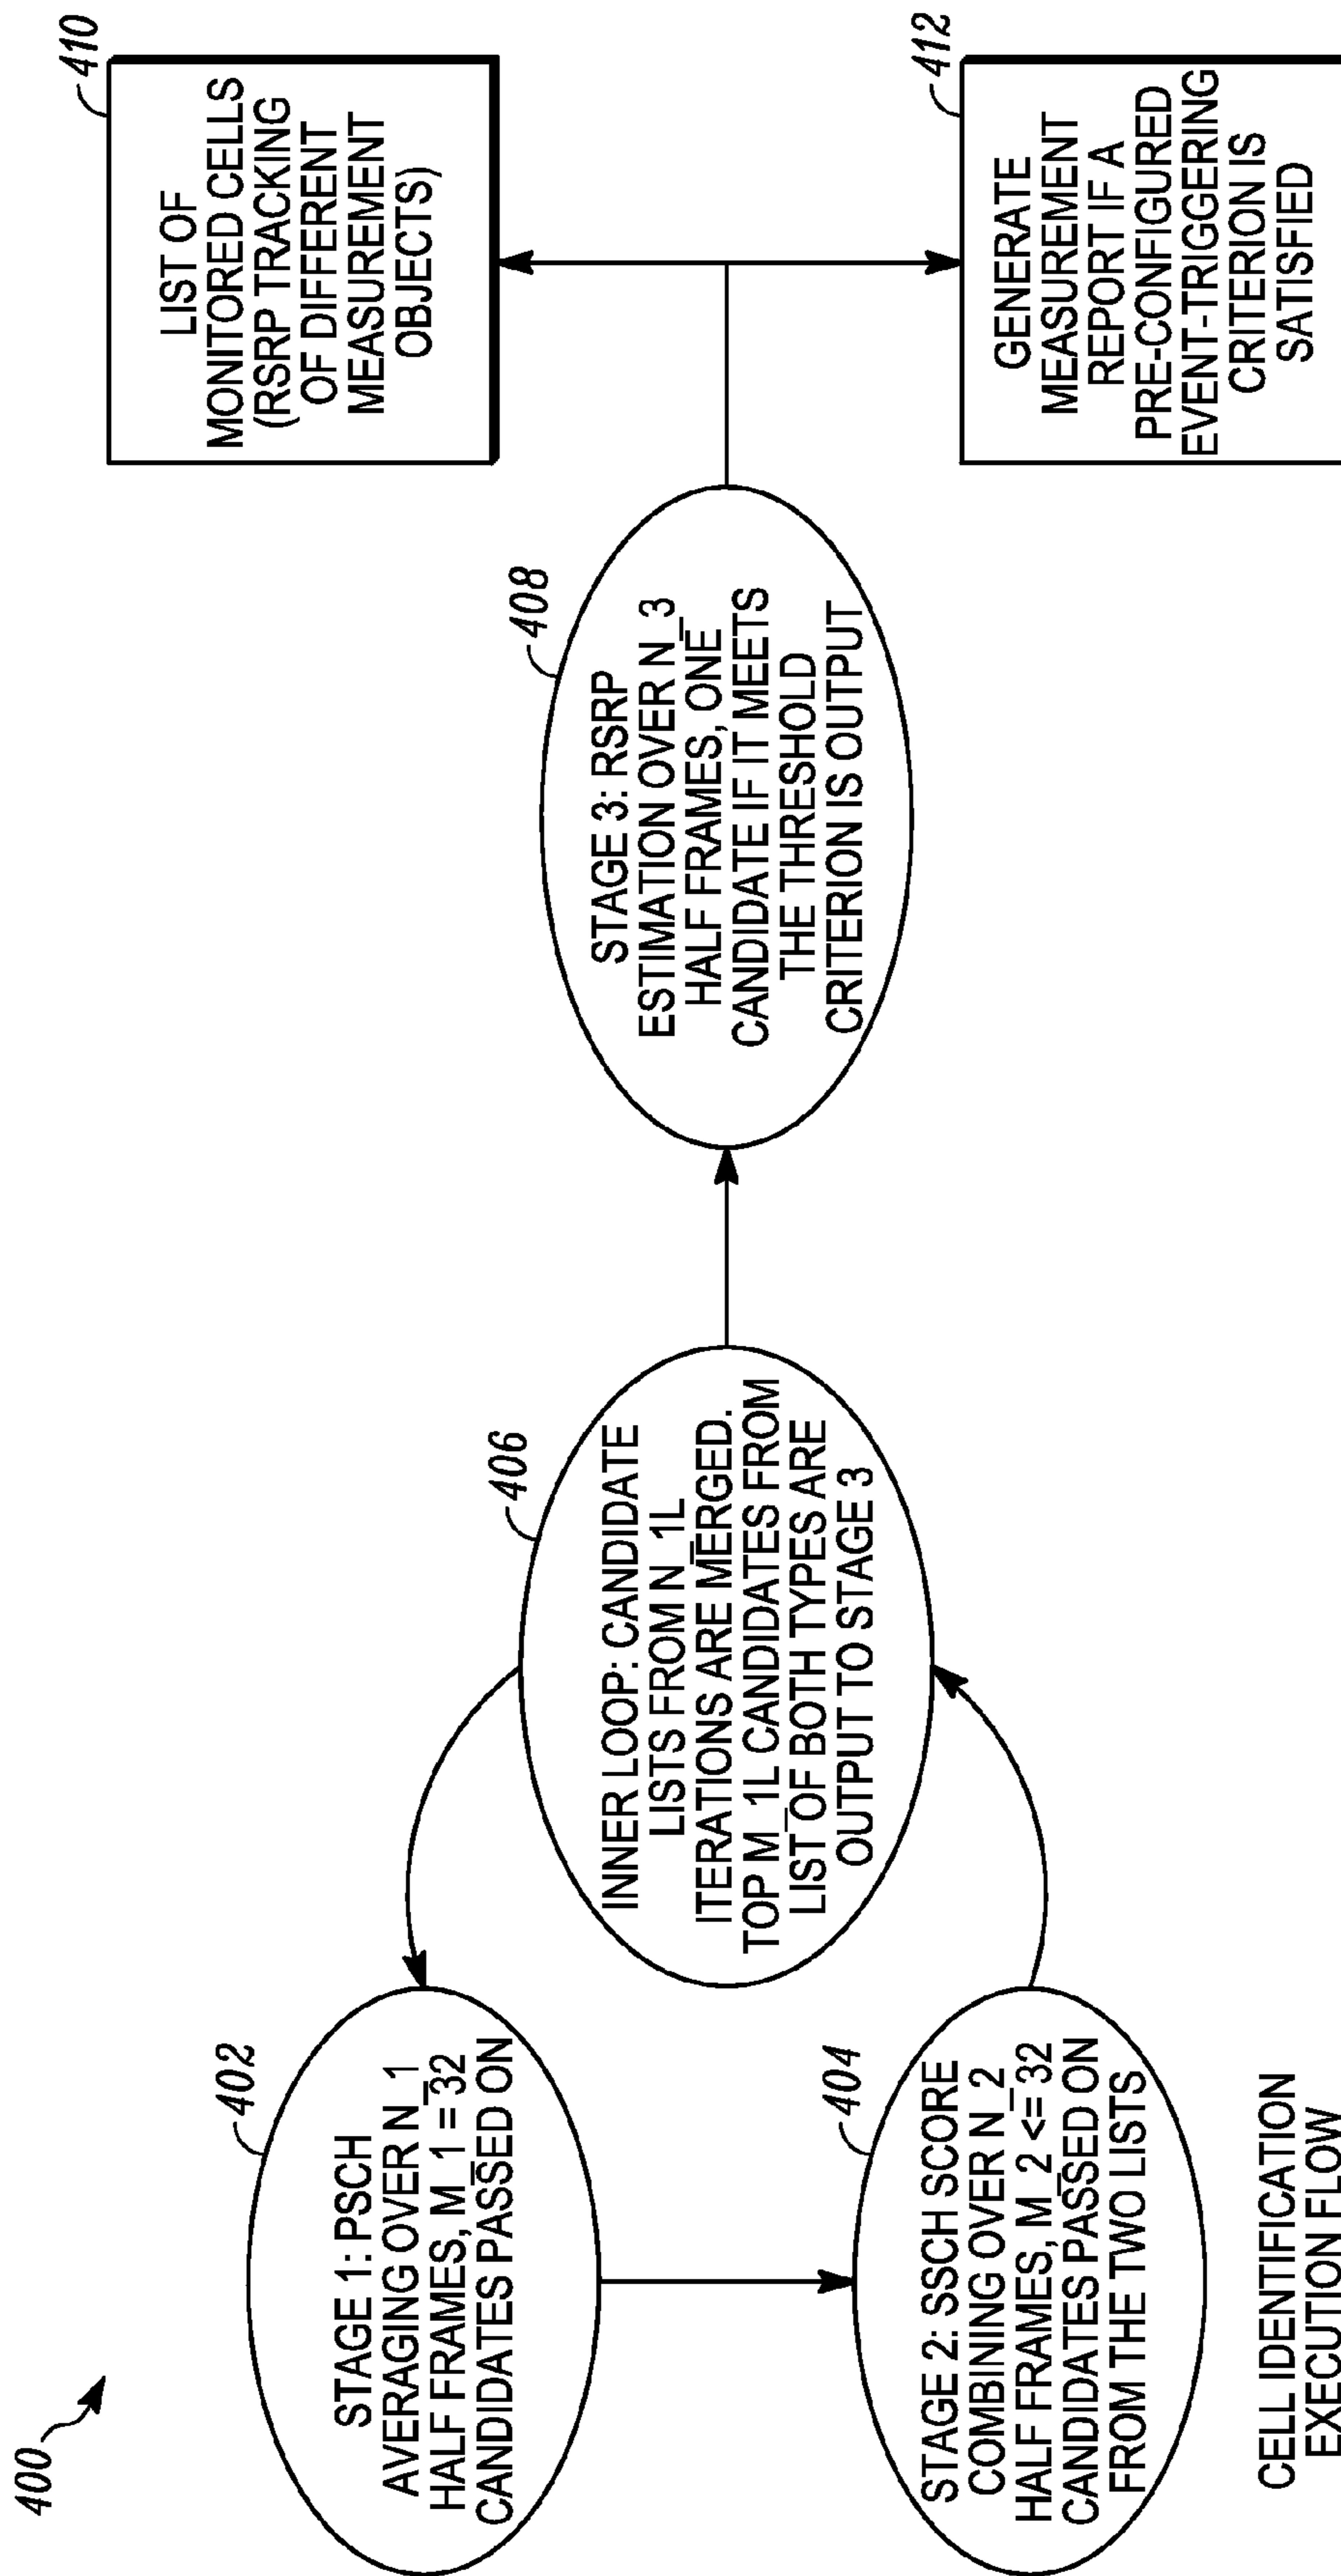 400
402
STAGE 1: PSCH
AVERAGING OVER N_1
HALF FRAMES, M_1 = 32
CANDIDATES PASSED ON
404
STAGE 2: SSCH SCORE
COMBINING OVER N_2
HALF FRAMES, M_2 <= 32
CANDIDATES PASSED ON
FROM THE TWO LISTS
406
INNER LOOP: CANDIDATE
LISTS FROM N_1L
ITERATIONS ARE MERGED.
TOP M_1L CANDIDATES FROM
LIST OF BOTH TYPES ARE
OUTPUT TO STAGE 3
408
STAGE 3: RSRP
ESTIMATION OVER N_3
HALF FRAMES, ONE
CANDIDATE IF IT MEETS
THE THRESHOLD
CRITERION IS OUTPUT
410
LIST OF
MONITORED CELLS
(RSRP TRACKING
OF DIFFERENT
MEASUREMENT
OBJECTS)
412
GENERATE
MEASUREMENT
REPORT IF A
PRE-CONFIGURED
EVENT-TRIGGERING
CRITERION IS
SATISFIED
CELL IDENTIFICATION
EXECUTION FLOW